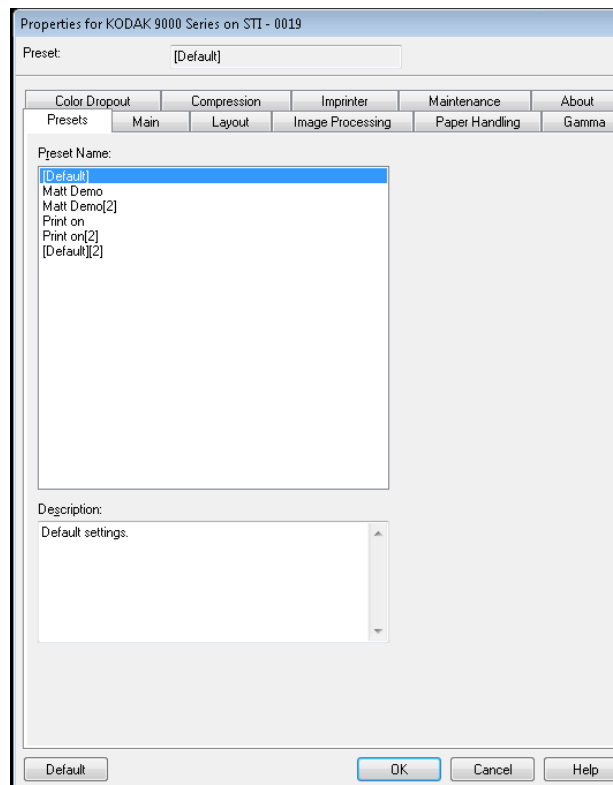 Properties for KODAK 9000 Series on STI - 0019
Preset: [Default]
Color Dropout Compression Imprinter Maintenance About
Presets Main Layout Image Processing Paper Handling Gamma
Preset Name:
[Default]
Matt Demo
Matt Demo[2]
Print on
Print on[2]
[Default][2]
Description:
Default settings.
Default OK Cancel Help